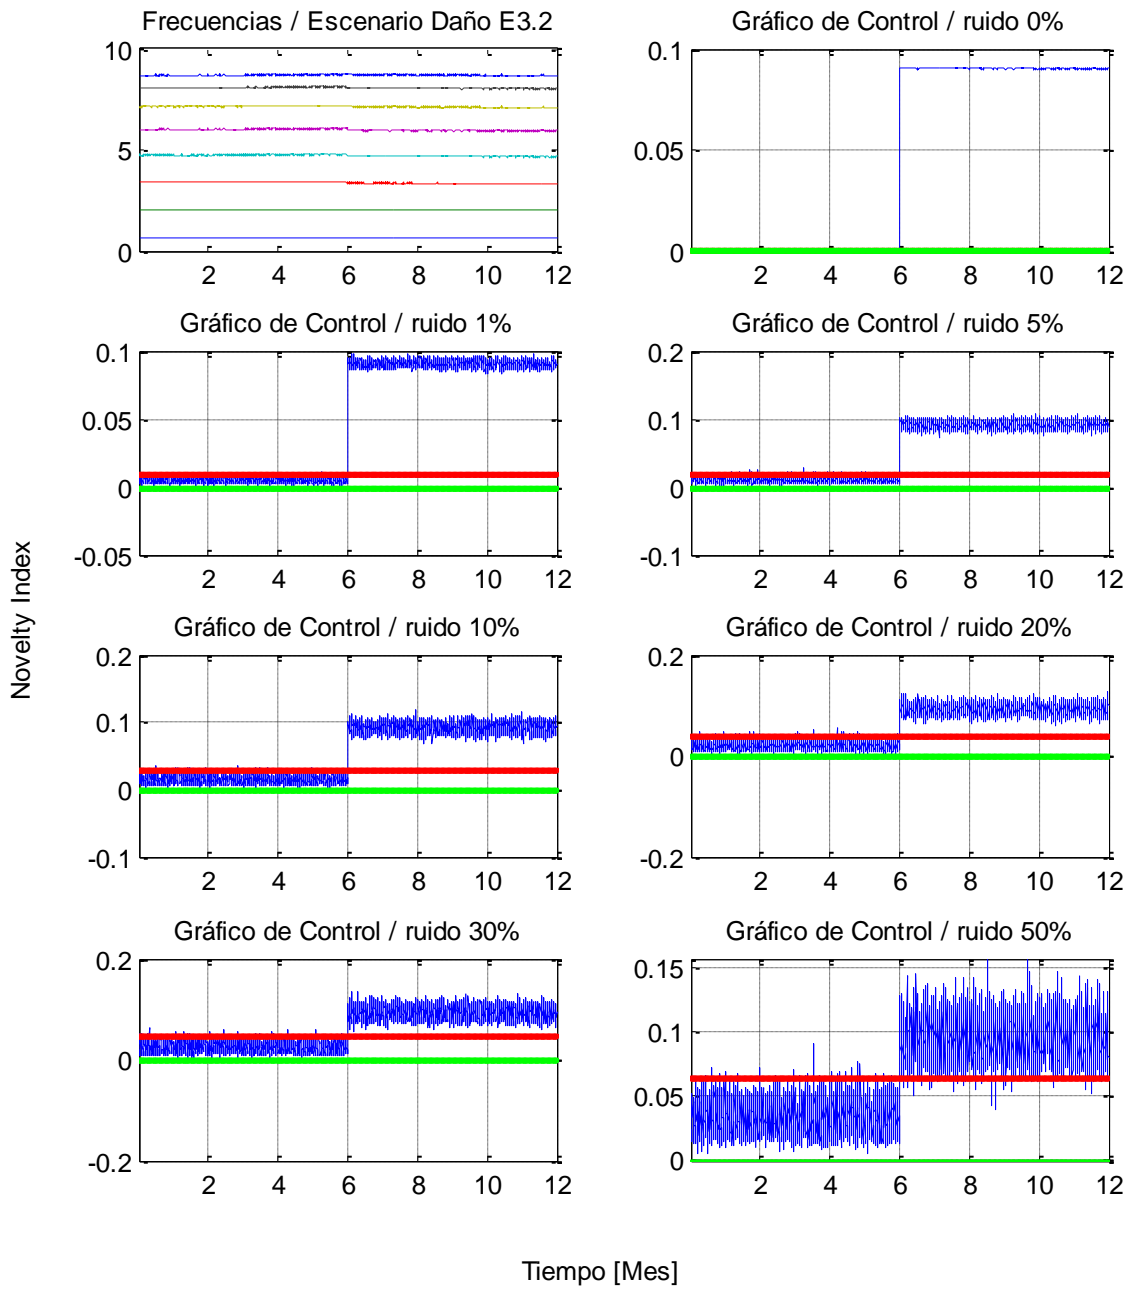 Frecuencias / Escenario Daño E3.2
10
5
0
2 4 6 8 10 12
Gráfico de Control / ruido 0%
0.1
0.05
0
2 4 6 8 10 12
Gráfico de Control / ruido 1%
0.1
0.05
0
-0.05
2 4 6 8 10 12
Gráfico de Control / ruido 5%
0.2
0.1
0
-0.1
2 4 6 8 10 12
Novelty Index
Gráfico de Control / ruido 10%
0.2
0.1
0
-0.1
2 4 6 8 10 12
Gráfico de Control / ruido 20%
0.2
0
-0.2
2 4 6 8 10 12
Gráfico de Control / ruido 30%
0.2
0
-0.2
2 4 6 8 10 12
Gráfico de Control / ruido 50%
0.15
0.1
0.05
0
2 4 6 8 10 12
Tiempo [Mes]